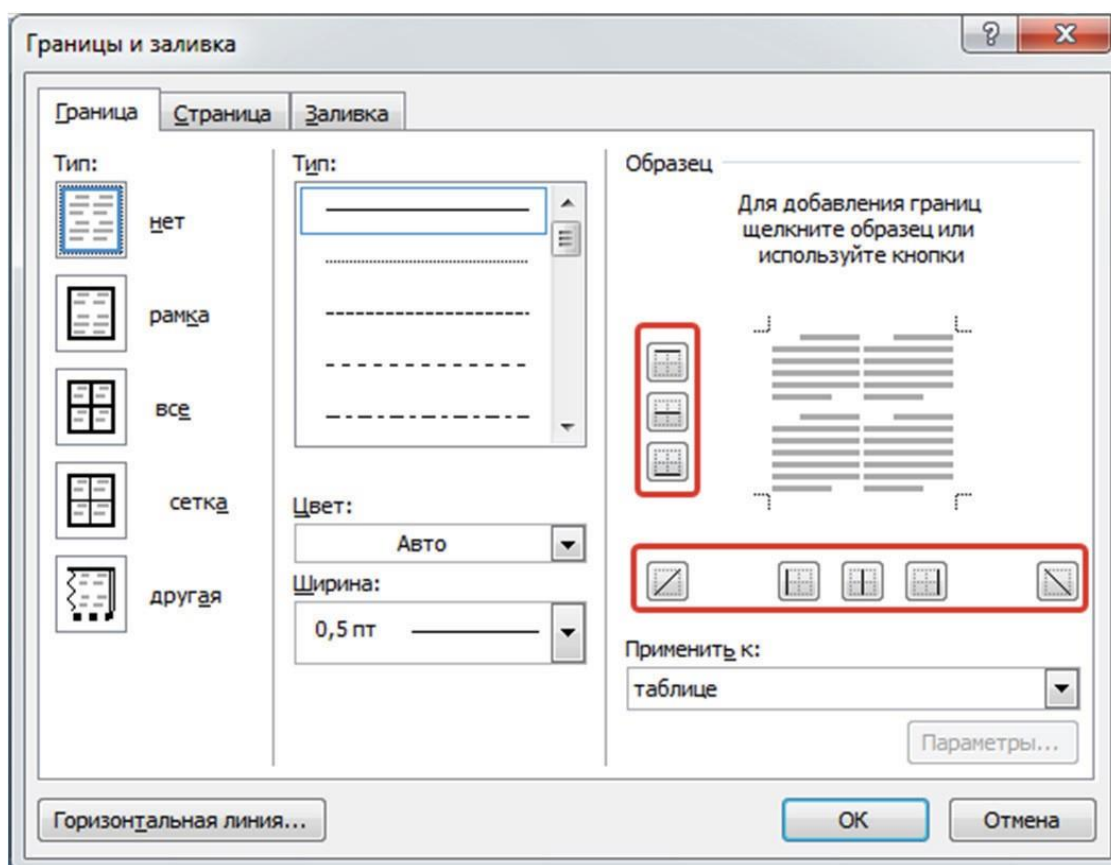 Границы и заливка
Граница
Страница
Заливка
Тип:
нет
рамка
все
сетка
другая
Тип:
Цвет:
Авто
Ширина:
0,5 пт
Образец
Для добавления границ
щелкните образец или
используйте кнопки
Применить к:
таблице
Параметры...
Горизонтальная линия...
ОК
Отмена